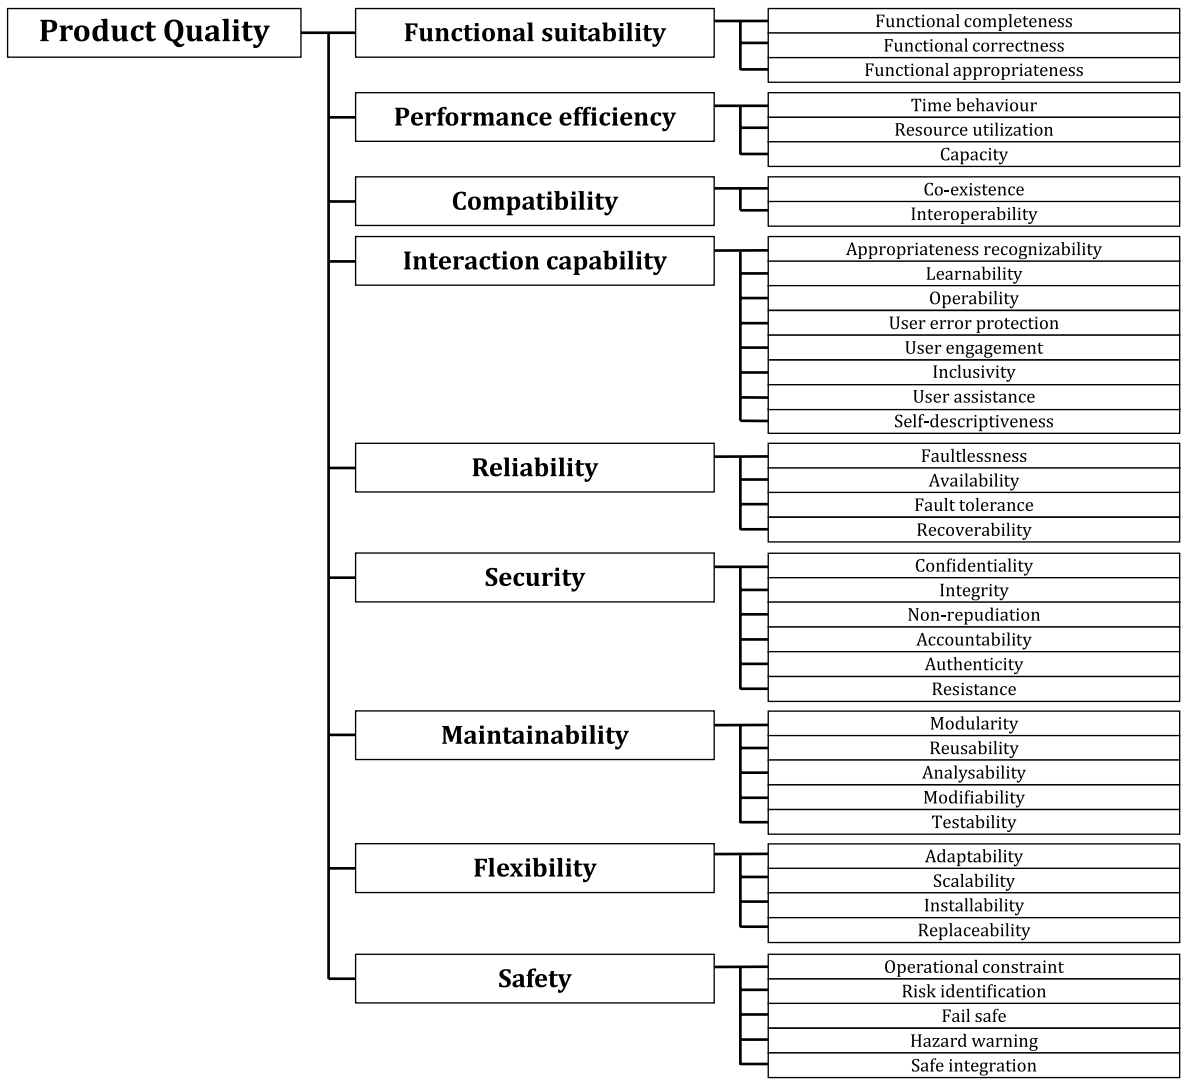 Product Quality
Functional suitability
Functional completeness
Functional correctness
Functional appropriateness
Performance efficiency
Time behaviour
Resource utilization
Capacity
Compatibility
Co-existence
Interoperability
Interaction capability
Appropriateness recognizability
Learnability
Operability
User error protection
User engagement
Inclusivity
User assistance
Self-descriptiveness
Reliability
Faultlessness
Availability
Fault tolerance
Recoverability
Security
Confidentiality
Integrity
Non-repudiation
Accountability
Authenticity
Resistance
Maintainability
Modularity
Reusability
Analysability
Modifiability
Testability
Flexibility
Adaptability
Scalability
Installability
Replaceability
Safety
Operational constraint
Risk identification
Fail safe
Hazard warning
Safe integration